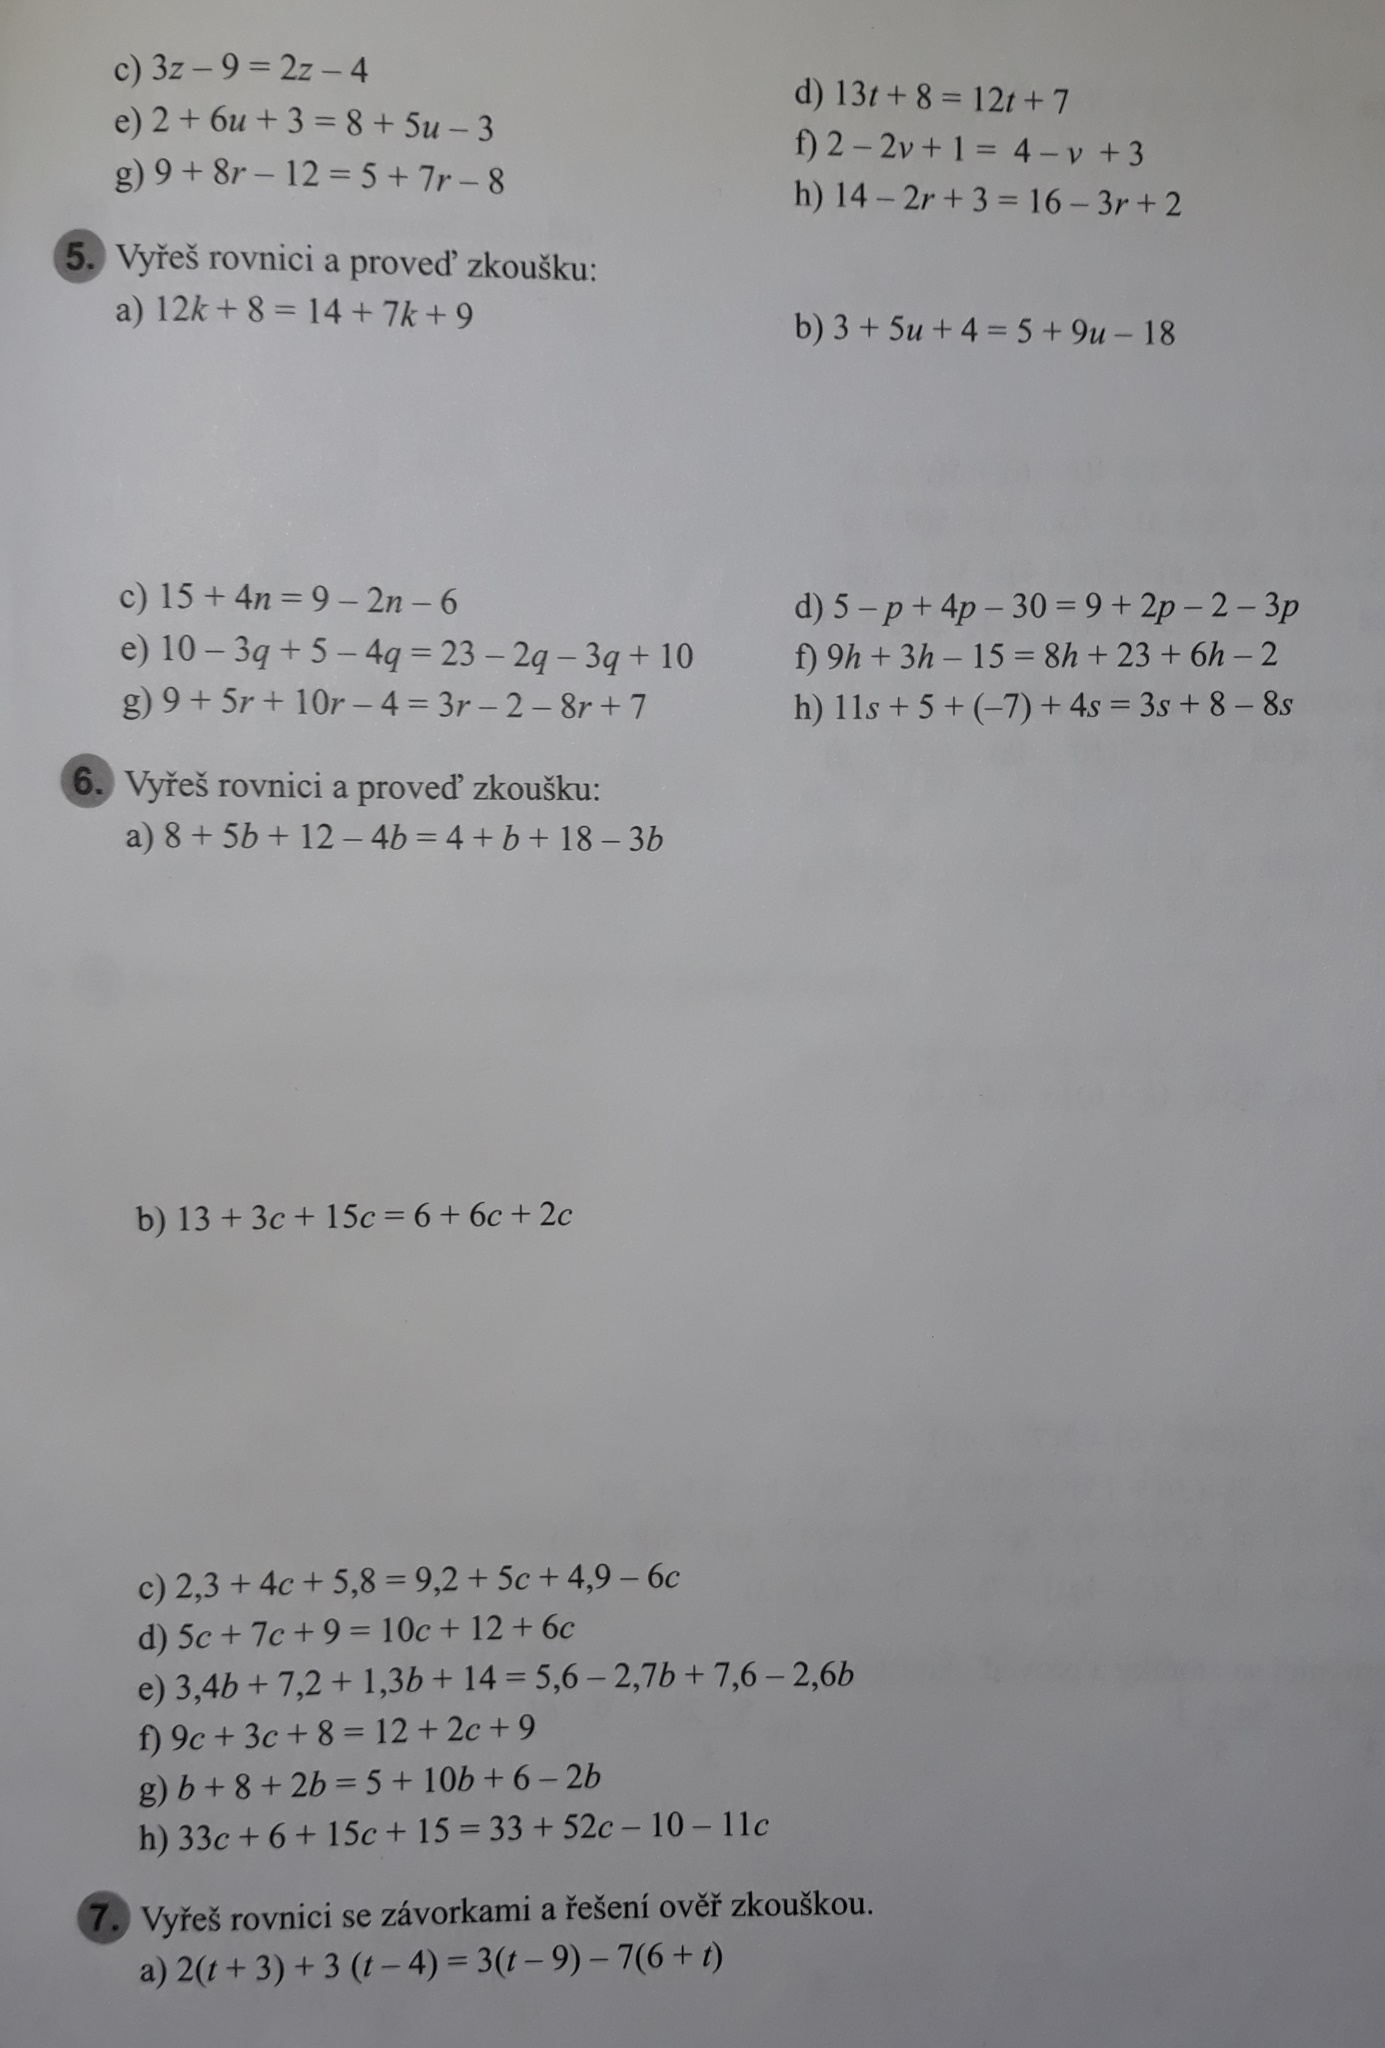 c) 3z – 9 = 2z – 4
d) 13t + 8 = 12t + 7
e) 2 + 6u + 3 = 8 + 5u – 3
f) 2 – 2v + 1 = 4 – v + 3
g) 9 + 8r – 12 = 5 + 7r – 8
h) 14 – 2r + 3 = 16 – 3r + 2
5. Vyřeš rovnici a proveď zkoušku:
a) 12k + 8 = 14 + 7k + 9
b) 3 + 5u + 4 = 5 + 9u – 18
c) 15 + 4n = 9 – 2n – 6
d) 5 – p + 4p – 30 = 9 + 2p – 2 – 3p
e) 10 – 3q + 5 – 4q = 23 – 2q – 3q + 10
f) 9h + 3h – 15 = 8h + 23 + 6h – 2
g) 9 + 5r + 10r – 4 = 3r – 2 – 8r + 7
h) 11s + 5 + (–7) + 4s = 3s + 8 – 8s
6. Vyřeš rovnici a proveď zkoušku:
a) 8 + 5b + 12 – 4b = 4 + b + 18 – 3b
b) 13 + 3c + 15c = 6 + 6c + 2c
c) 2,3 + 4c + 5,8 = 9,2 + 5c + 4,9 – 6c
d) 5c + 7c + 9 = 10c + 12 + 6c
e) 3,4b + 7,2 + 1,3b + 14 = 5,6 – 2,7b + 7,6 – 2,6b
f) 9c + 3c + 8 = 12 + 2c + 9
g) b + 8 + 2b = 5 + 10b + 6 – 2b
h) 33c + 6 + 15c + 15 = 33 + 52c – 10 – 11c
7. Vyřeš rovnici se závorkami a řešení ověř zkouškou.
a) 2(t + 3) + 3 (t – 4) = 3(t – 9) – 7(6 + t)